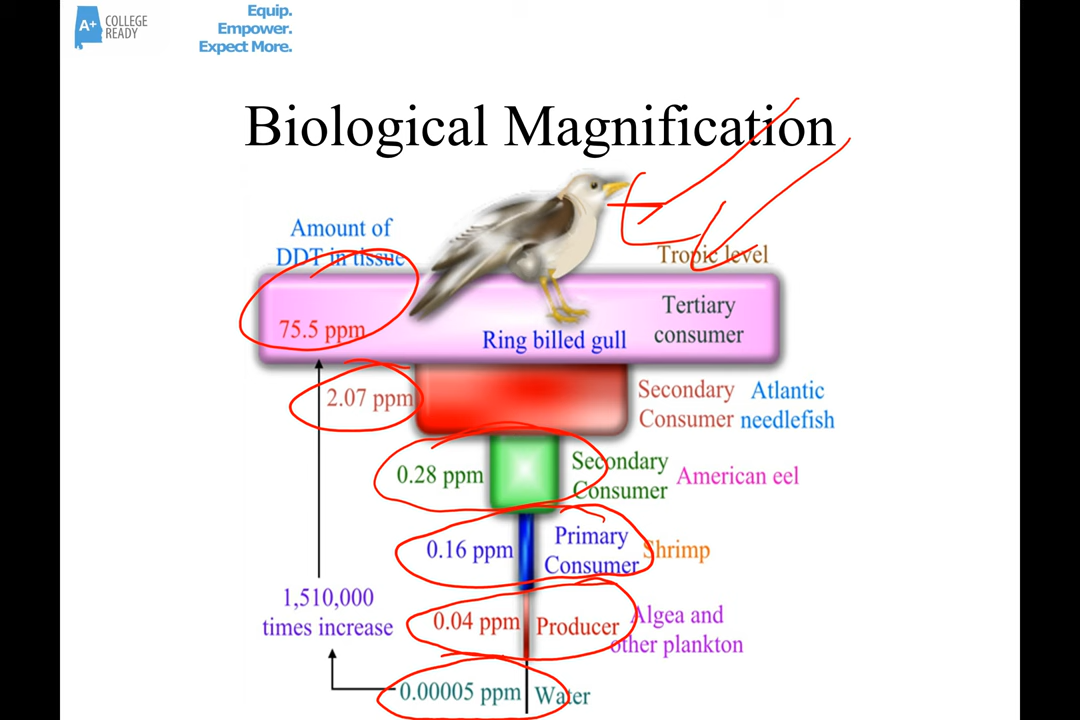 A+
COLLEGE
READY
Equip.
Empower.
Expect More.
Biological Magnification
Amount of
DDT in tissue
Tropic level
75.5 ppm
Ring billed gull
Tertiary
consumer
2.07 ppm
Secondary
Consumer
Atlantic
needlefish
0.28 ppm
Secondary
Consumer
American eel
0.16 ppm
Primary
Consumer
Shrimp
1,510,000
times increase
0.04 ppm
Producer
Algea and
other plankton
0.00005 ppm
Water